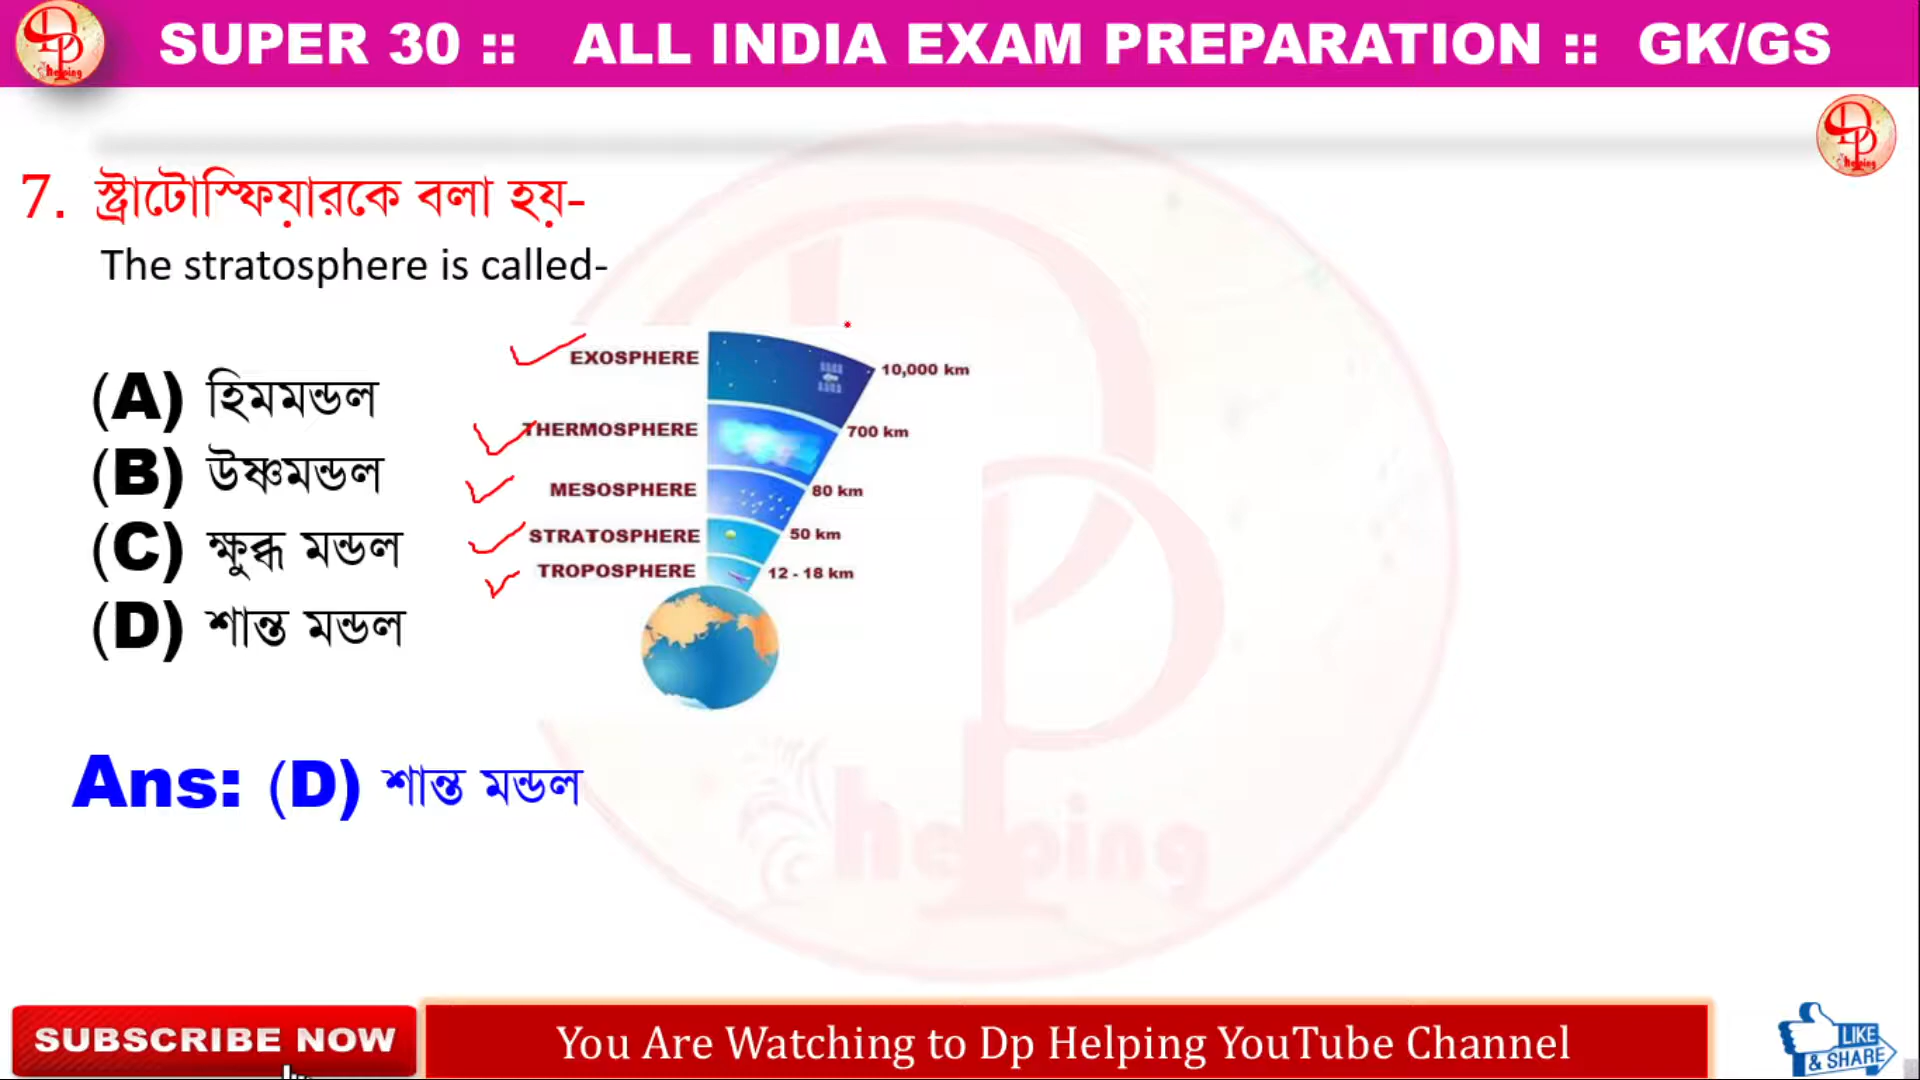 SUPER 30 :: ALL INDIA EXAM PREPARATION :: GK/GS
7. স্ট্রাটোস্ফিয়ারকে বলা হয়-
The stratosphere is called-
(A) হিমমন্ডল
(B) উষ্ণমন্ডল
(C) ক্ষুব্ধ মন্ডল
(D) শান্ত মন্ডল
EXOSPHERE
10,000 km
THERMOSPHERE
700 km
MESOSPHERE
80 km
STRATOSPHERE
50 km
TROPOSPHERE
12 - 18 km
Ans: (D) শান্ত মন্ডল
helping
SUBSCRIBE NOW
You Are Watching to Dp Helping YouTube Channel
LIKE
& SHARE